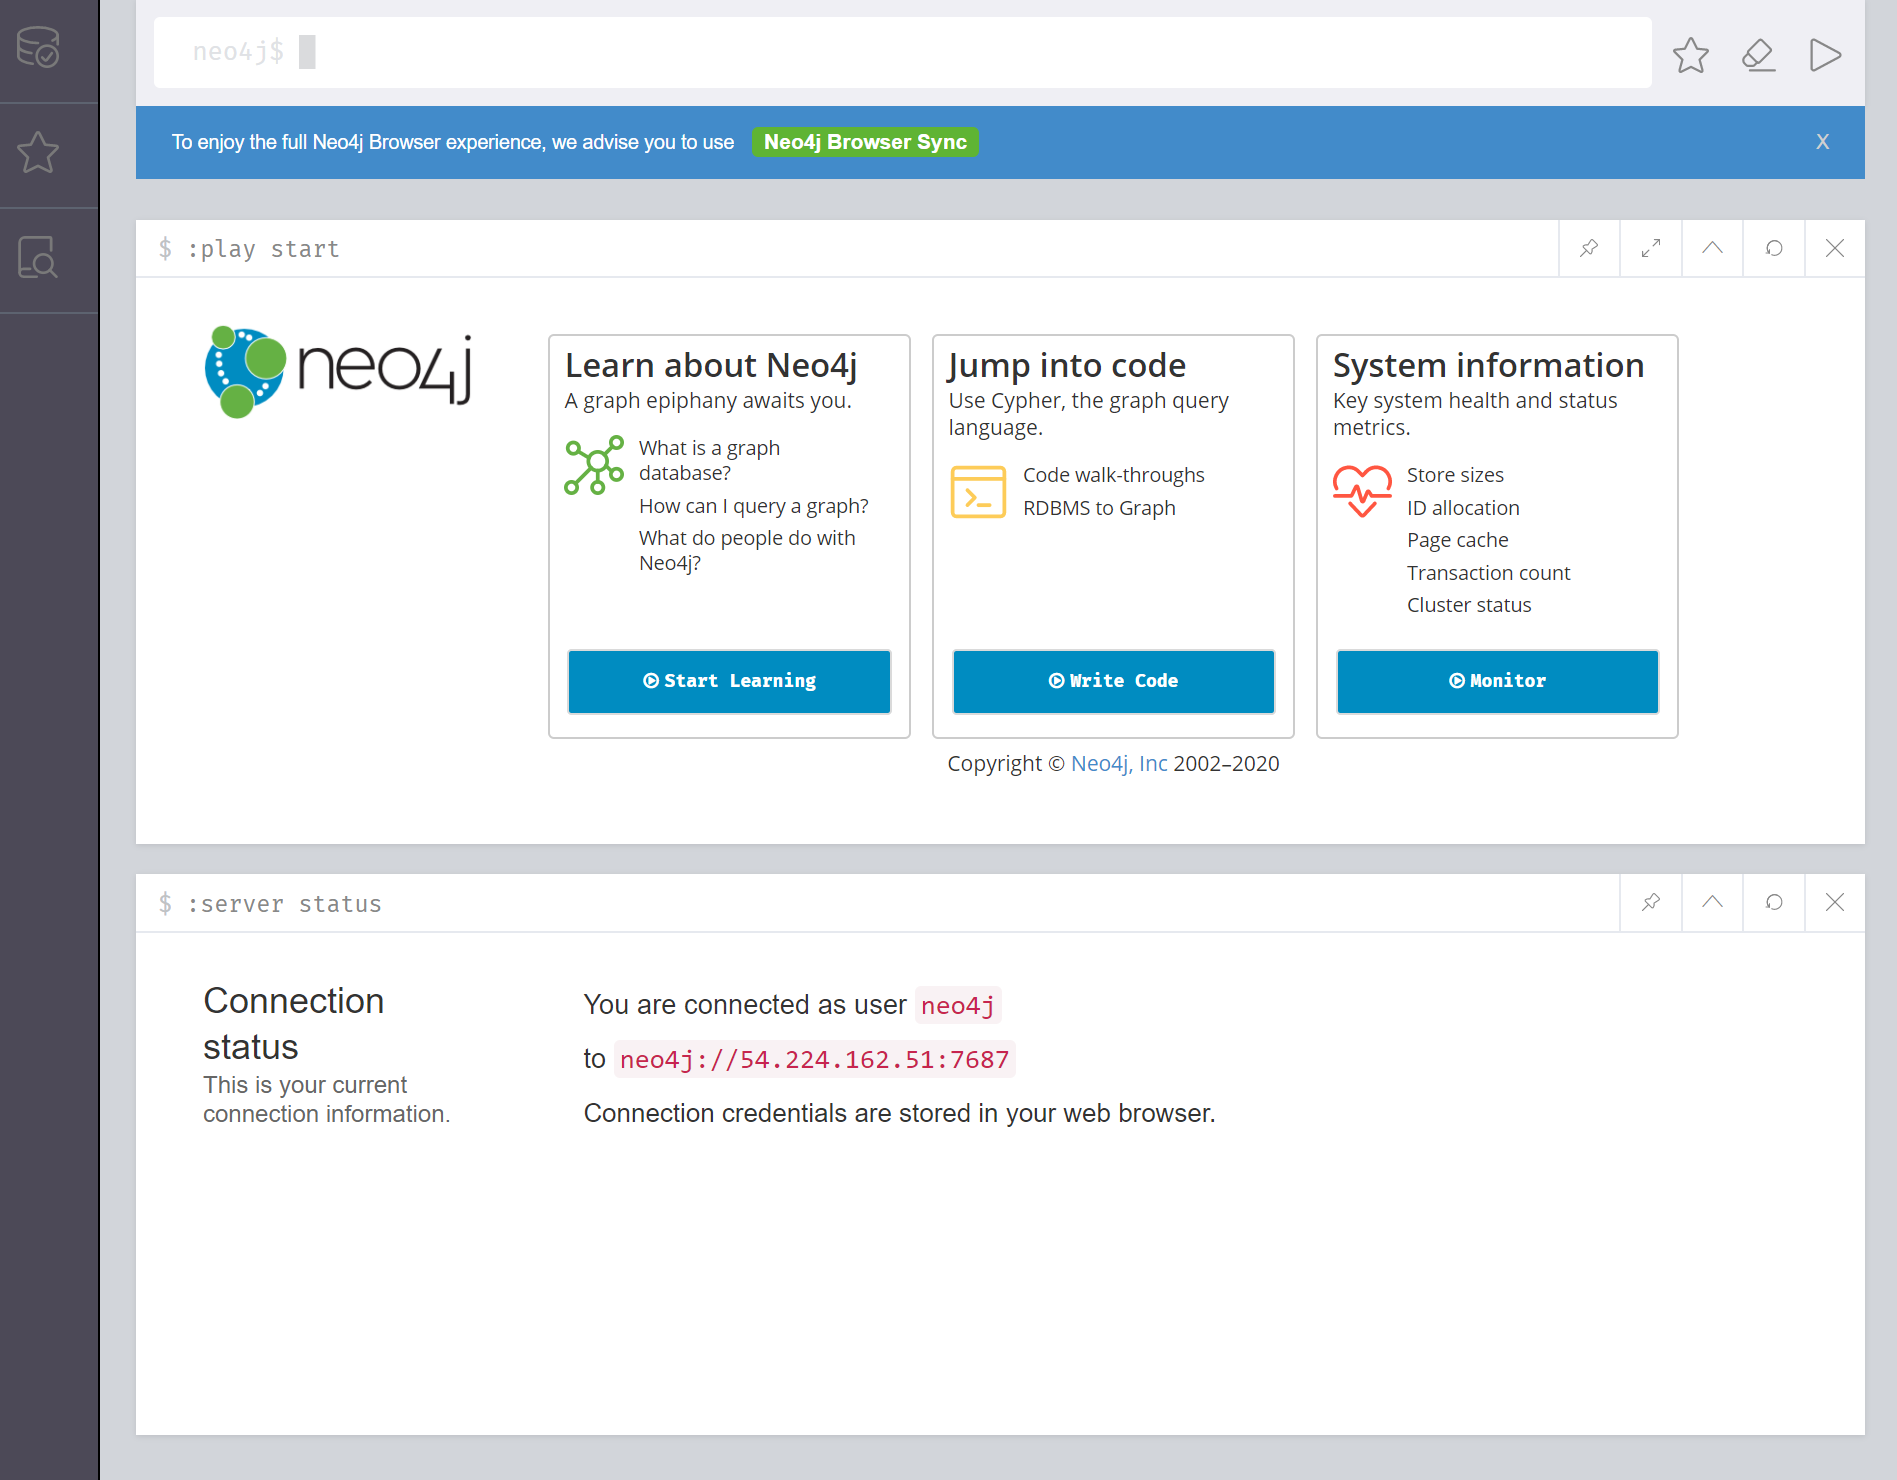 neo4j$
To enjoy the full Neo4j Browser experience, we advise you to use Neo4j Browser Sync X
$ :play start
neo4j
Learn about Neo4j
A graph epiphany awaits you.
What is a graph
database?
How can I query a graph?
What do people do with
Neo4j?
Start Learning
Jump into code
Use Cypher, the graph query
language.
Code walk-throughs
RDBMS to Graph
Write Code
System information
Key system health and status
metrics.
Store sizes
ID allocation
Page cache
Transaction count
Cluster status
Monitor
Copyright © Neo4j, Inc 2002–2020
$ :server status
Connection
status
This is your current
connection information.
You are connected as user neo4j
to neo4j://54.224.162.51:7687
Connection credentials are stored in your web browser.